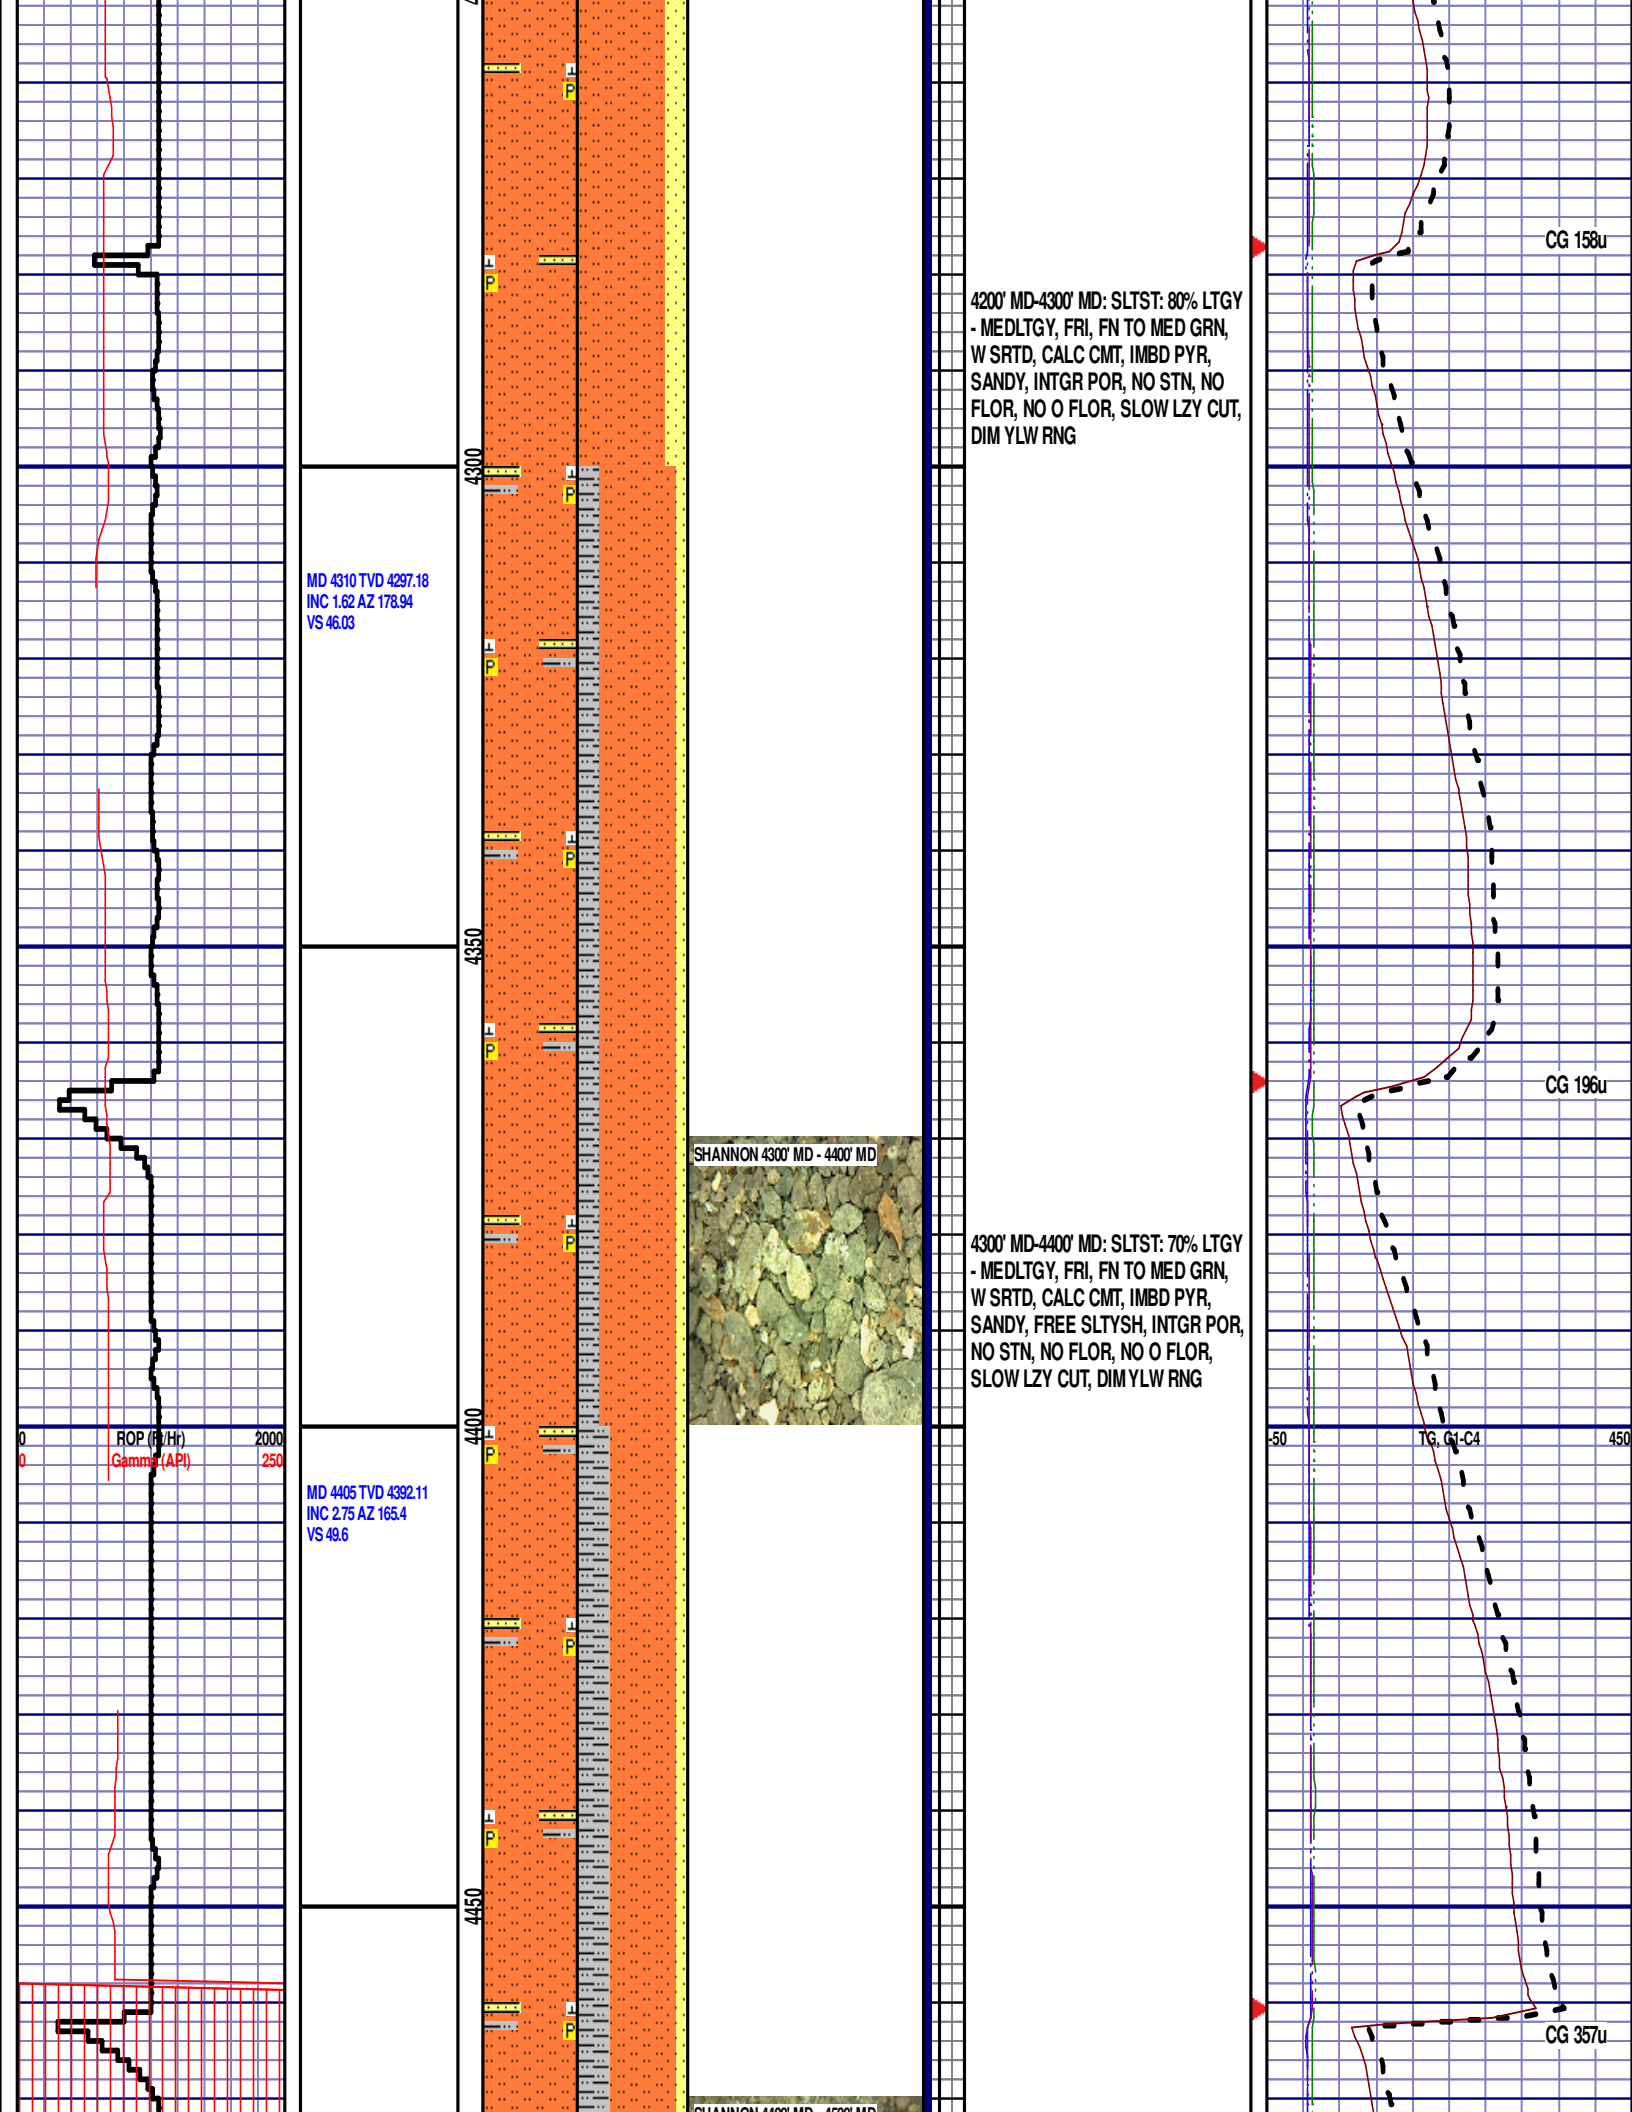 CG 158u
4200' MD-4300' MD: SLTST: 80% LTGY
- MEDLTGY, FRI, FN TO MED GRN,
W SRTD, CALC CMT, IMBD PYR,
SANDY, INTGR POR, NO STN, NO
FLOR, NO O FLOR, SLOW LZY CUT,
DIM YLW RNG
4300
MD 4310 TVD 4297.18
INC 1.62 AZ 178.94
VS 46.03
4350
CG 196u
SHANNON 4300' MD - 4400' MD
4300' MD-4400' MD: SLTST: 70% LTGY
- MEDLTGY, FRI, FN TO MED GRN,
W SRTD, CALC CMT, IMBD PYR,
SANDY, FREE SLTYSH, INTGR POR,
NO STN, NO FLOR, NO O FLOR,
SLOW LZY CUT, DIM YLW RNG
4400
0 ROP (Ft/Hr) 2000
0 Gamma (API) 250
-50 TG, C1-C4 450
MD 4405 TVD 4392.11
INC 2.75 AZ 165.4
VS 49.6
4450
CG 357u
SHANNON 4400' MD - 4500' MD